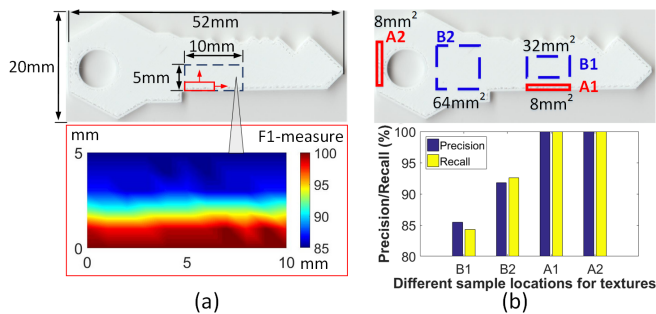 52mm
20mm
10mm
5mm
mm
F1-measure
5
0
0
5
10
mm
100
95
90
85
(a)
8mm²
A2
B2
32mm²
B1
A1
64mm²
8mm²
Precision/Recall (%)
100
95
90
85
80
Precision
Recall
B1
B2
A1
A2
Different sample locations for textures
(b)